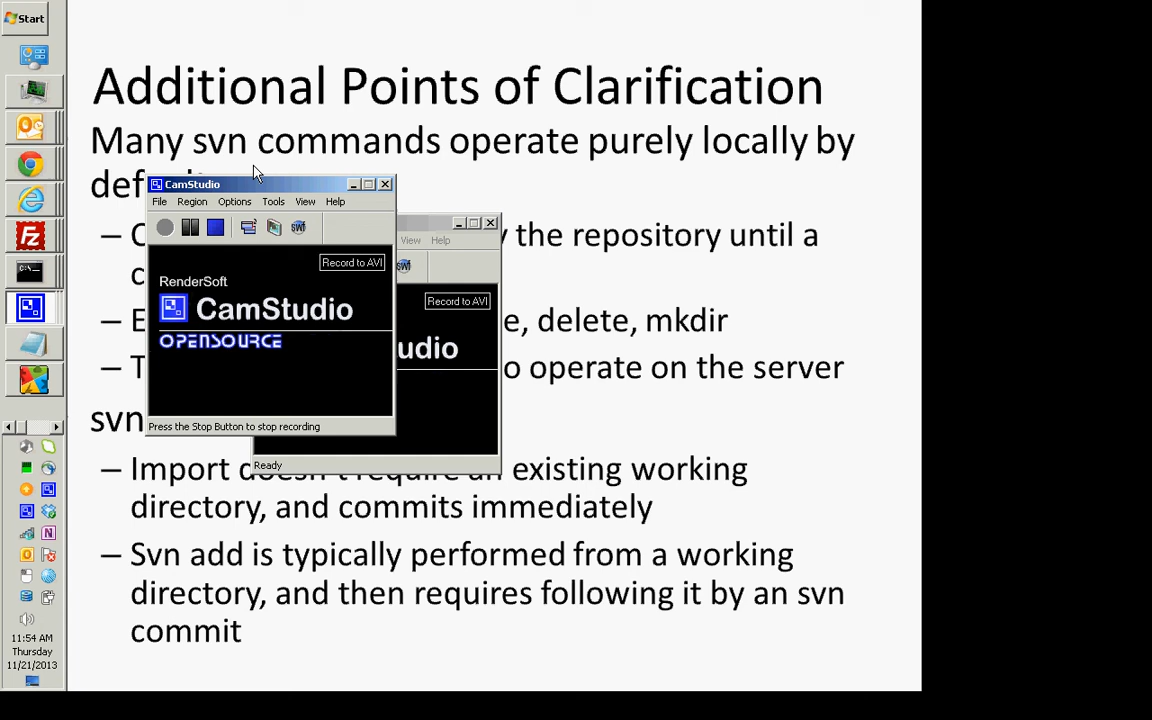 Start
Additional Points of Clarification
Many svn commands operate purely locally by
def
CamStudio
File Region Options Tools View Help
View Help
the repository until a
Record to AVI
RenderSoft
CamStudio
OPENSOURCE
Record to AVI
e, delete, mkdir
udio
o operate on the server
svn
Press the Stop Button to stop recording
Ready
– Import doesn't require an existing working
directory, and commits immediately
– Svn add is typically performed from a working
directory, and then requires following it by an svn
commit
11:54 AM
Thursday
11/21/2013